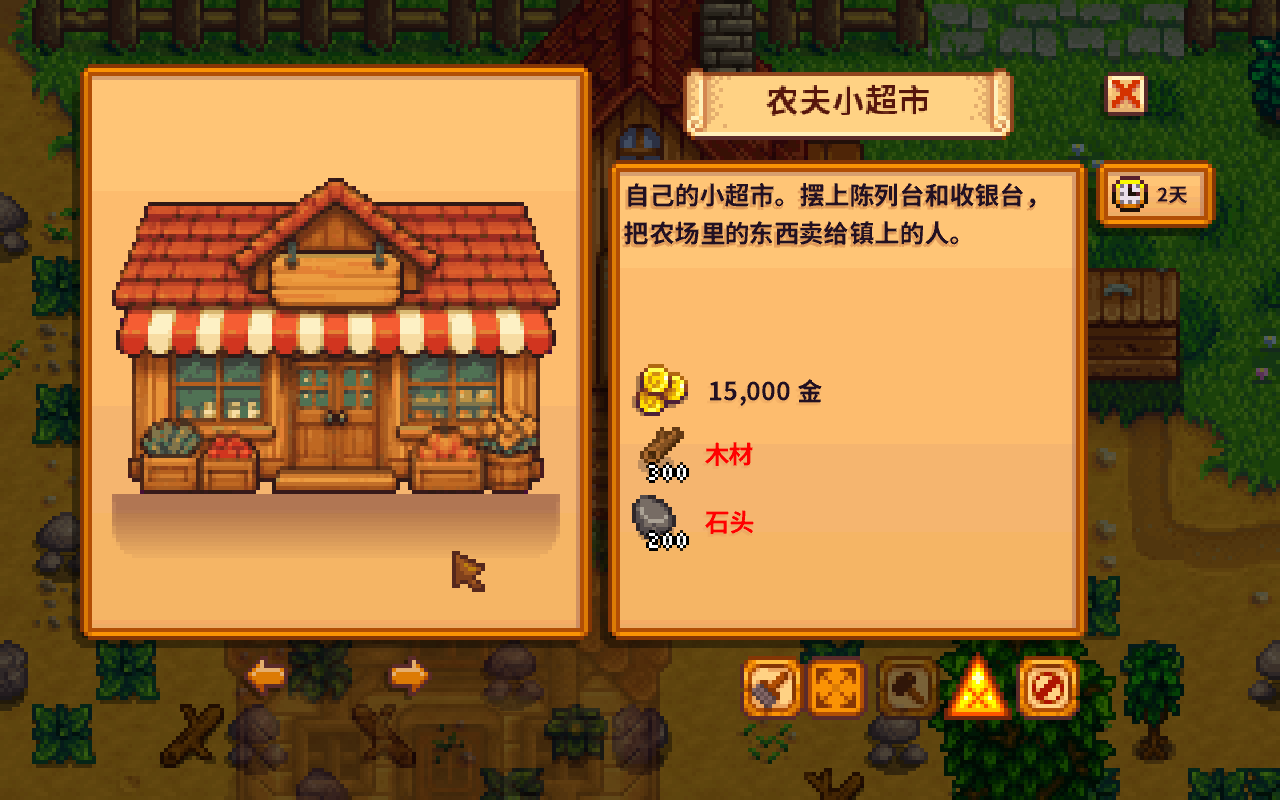 农夫小超市
自己的小超市。摆上陈列台和收银台，
把农场里的东西卖给镇上的人。
2天
15,000 金
木材
300
石头
300